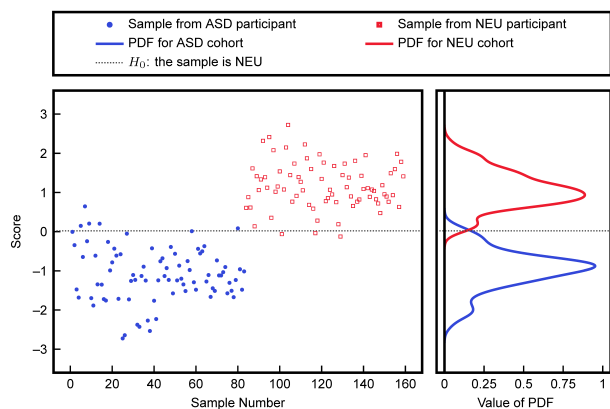 Sample from ASD participant
Sample from NEU participant
PDF for ASD cohort
PDF for NEU cohort
H₀: the sample is NEU
Score
3
2
1
0
−1
−2
−3
0 20 40 60 80 100 120 140 160
Sample Number
0 0.25 0.5 0.75 1
Value of PDF